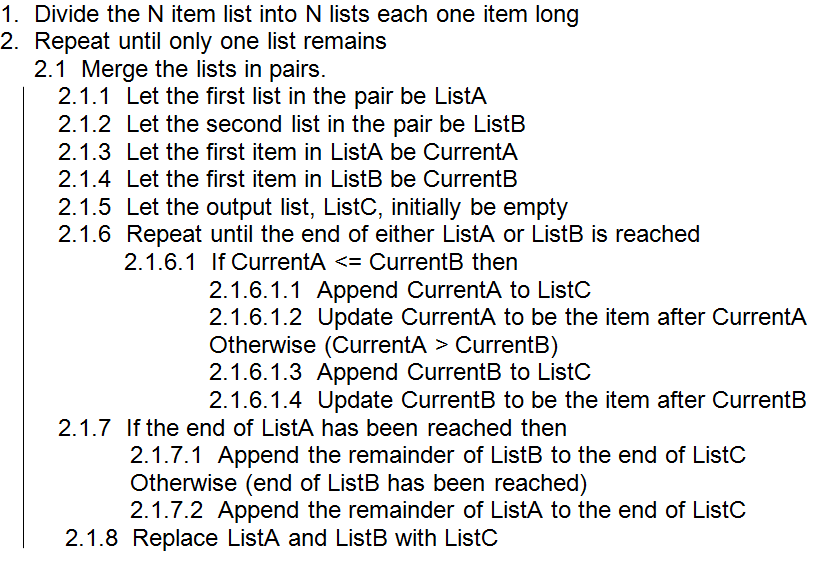 1. Divide the N item list into N lists each one item long
2. Repeat until only one list remains
2.1 Merge the lists in pairs.
2.1.1 Let the first list in the pair be ListA
2.1.2 Let the second list in the pair be ListB
2.1.3 Let the first item in ListA be CurrentA
2.1.4 Let the first item in ListB be CurrentB
2.1.5 Let the output list, ListC, initially be empty
2.1.6 Repeat until the end of either ListA or ListB is reached
2.1.6.1 If CurrentA <= CurrentB then
2.1.6.1.1 Append CurrentA to ListC
2.1.6.1.2 Update CurrentA to be the item after CurrentA
Otherwise (CurrentA > CurrentB)
2.1.6.1.3 Append CurrentB to ListC
2.1.6.1.4 Update CurrentB to be the item after CurrentB
2.1.7 If the end of ListA has been reached then
2.1.7.1 Append the remainder of ListB to the end of ListC
Otherwise (end of ListB has been reached)
2.1.7.2 Append the remainder of ListA to the end of ListC
2.1.8 Replace ListA and ListB with ListC